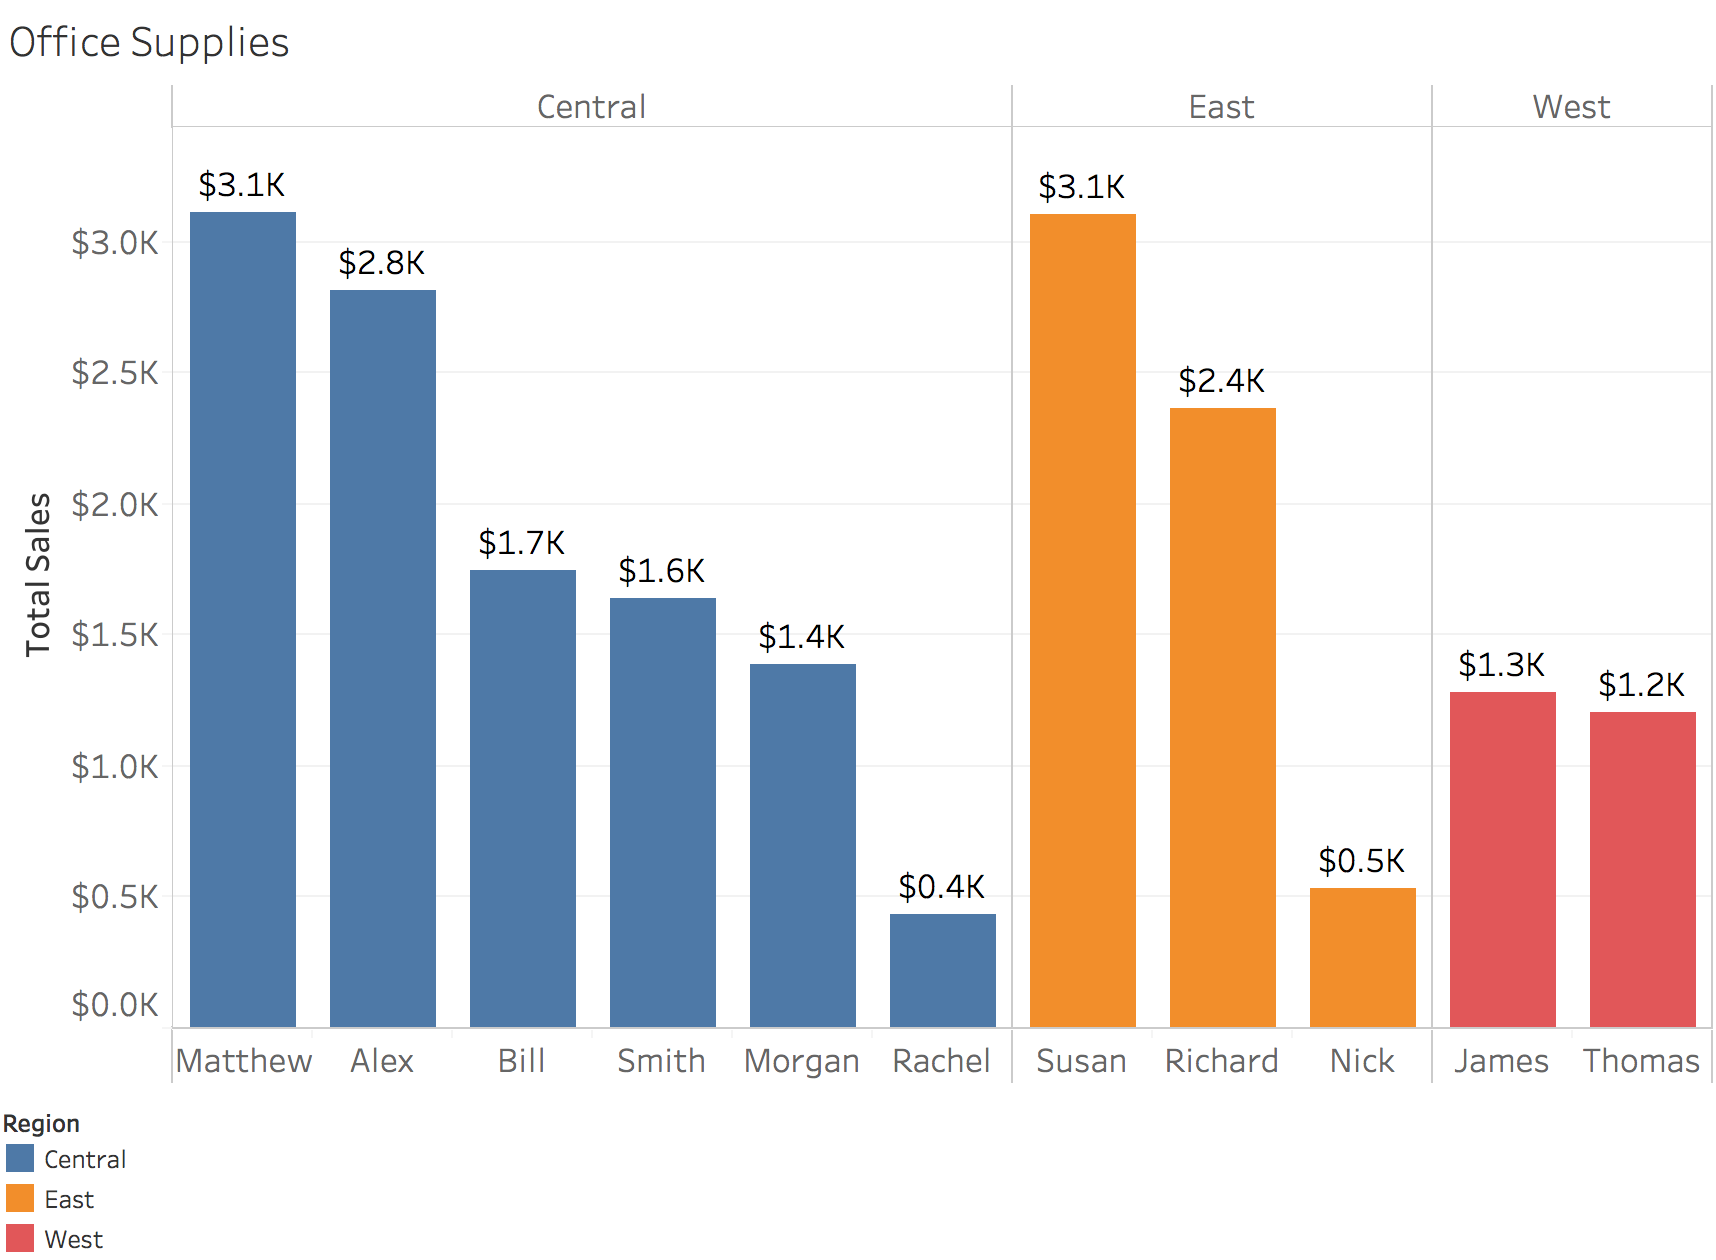 Office Supplies
Central East West
$3.1K $3.1K
$3.0K
$2.8K
$2.5K
$2.4K
$2.0K
$1.7K
$1.6K
Total Sales
$1.5K
$1.4K
$1.3K
$1.2K
$1.0K
$0.5K
$0.5K
$0.4K
$0.0K
Matthew Alex Bill Smith Morgan Rachel Susan Richard Nick James Thomas
Region
Central
East
West